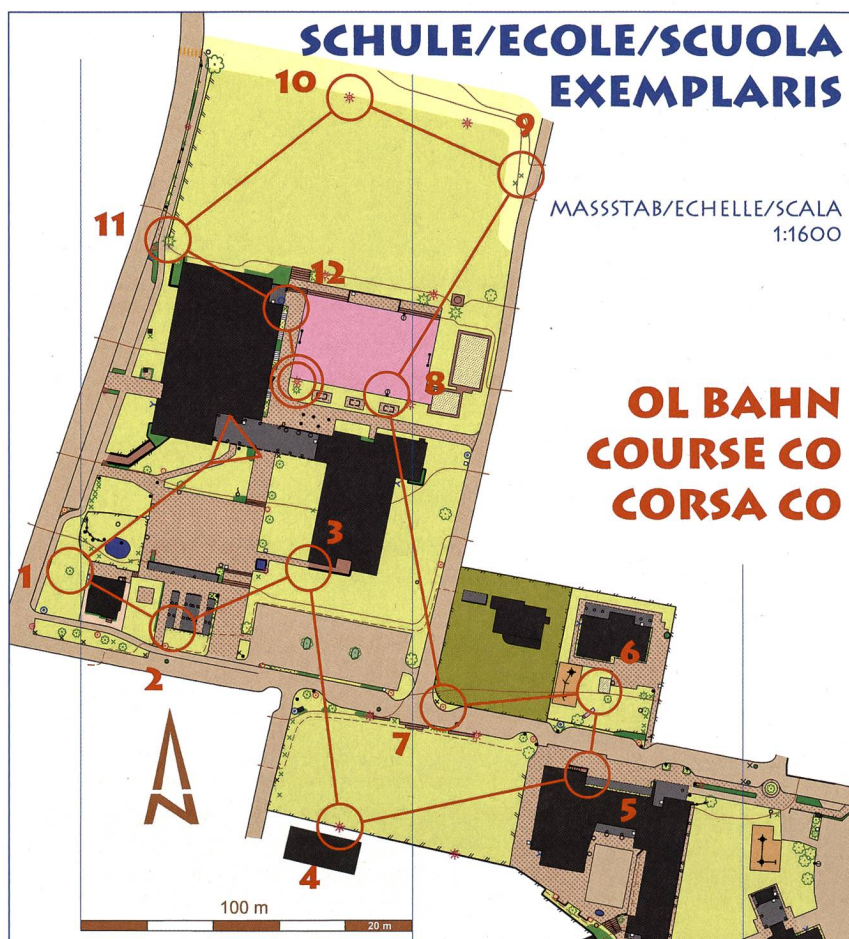 SCHULE/ECOLE/SCUOLA
EXEMPLARIS
MASSSTAB/ECHELLE/SCALA
1:1600
OL BAHN
COURSE CO
CORSA CO
10
9
11
12
8
3
1
2
6
7
5
4
N
100 m
20 m